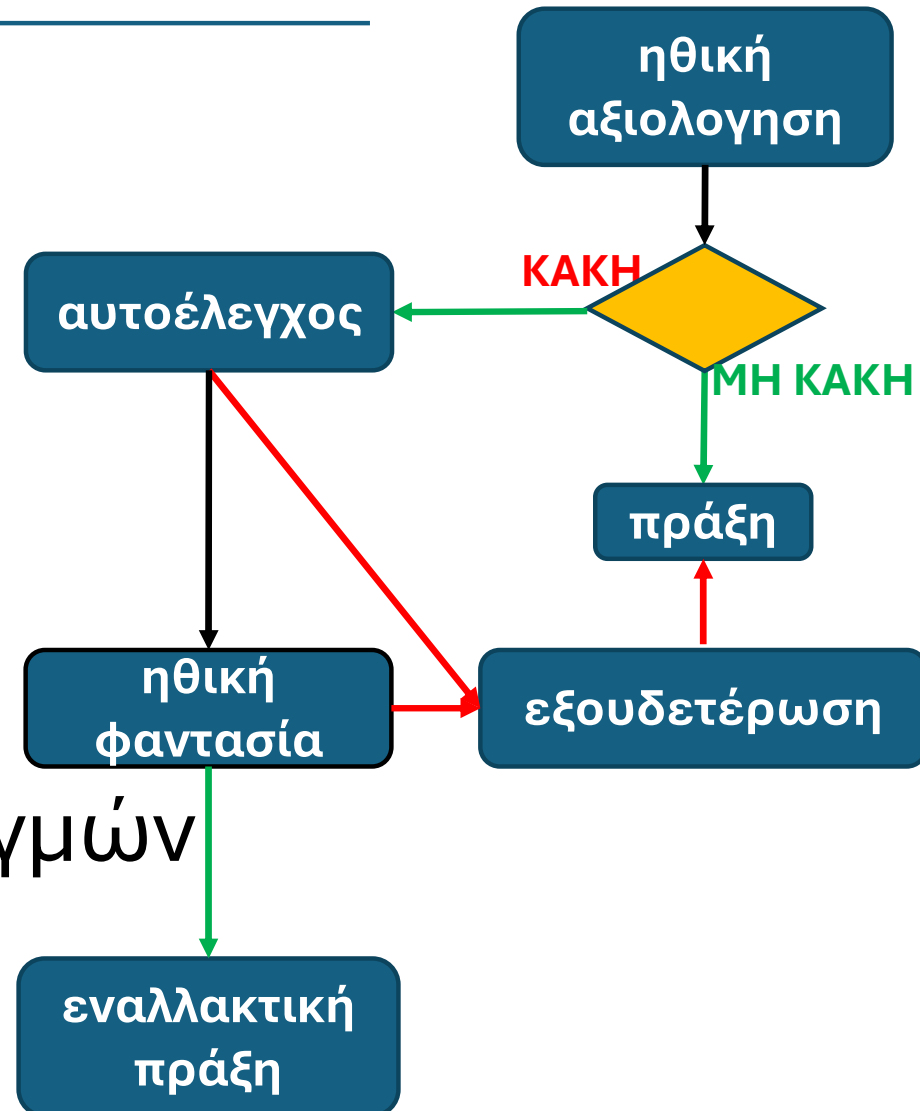 ηθική
αξιολογηση
ΚΑΚΗ
αυτοέλεγχος
ΜΗ ΚΑΚΗ
πράξη
ηθική
φαντασία
εξουδετέρωση
γμών
εναλλακτική
πράξη